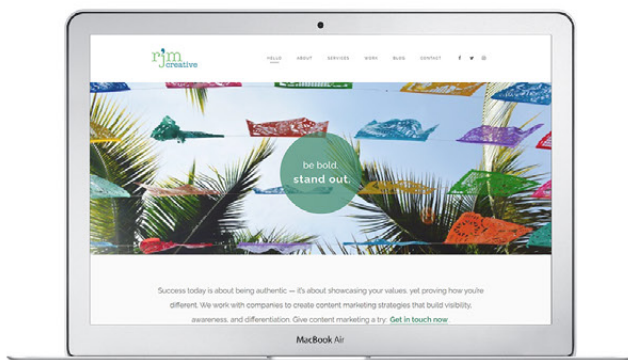 rjm
creative
HELLO ABOUT SERVICES WORK BLOG CONTACT
be bold.
stand out.
Success today is about being authentic — it's about showcasing your values, yet proving how you're
different. We work with companies to create content marketing strategies that build visibility,
awareness, and differentiation. Give content marketing a try. Get in touch now.
MacBook Air